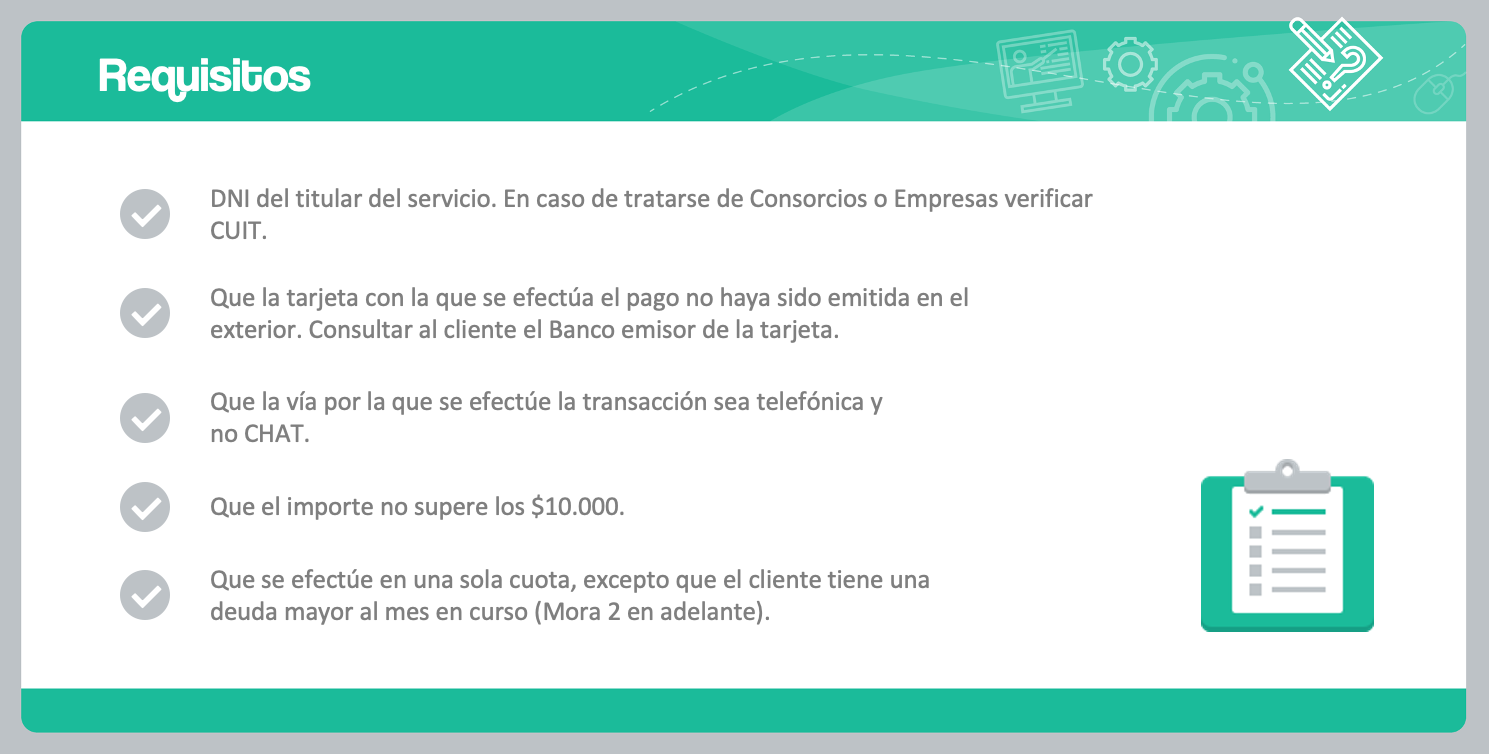 Requisitos
DNI del titular del servicio. En caso de tratarse de Consorcios o Empresas verificar
CUIT.
Que la tarjeta con la que se efectúa el pago no haya sido emitida en el
exterior. Consultar al cliente el Banco emisor de la tarjeta.
Que la vía por la que se efectúe la transacción sea telefónica y
no CHAT.
Que el importe no supere los $10.000.
Que se efectúe en una sola cuota, excepto que el cliente tiene una
deuda mayor al mes en curso (Mora 2 en adelante).